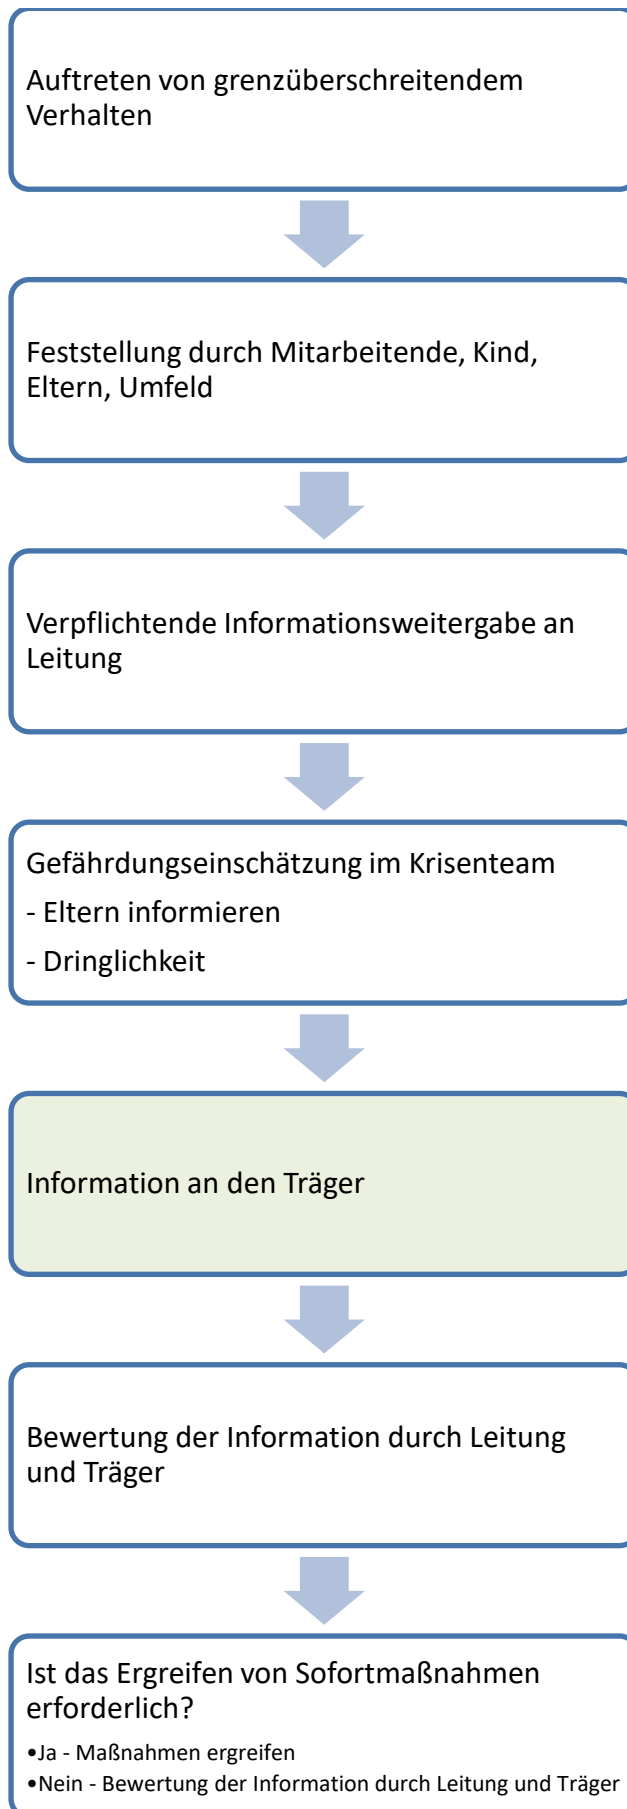 Auftreten von grenzüberschreitendem
Verhalten
Feststellung durch Mitarbeitende, Kind,
Eltern, Umfeld
Verpflichtende Informationsweitergabe an
Leitung
Gefährdungseinschätzung im Krisenteam
- Eltern informieren
- Dringlichkeit
Information an den Träger
Bewertung der Information durch Leitung
und Träger
Ist das Ergreifen von Sofortmaßnahmen
erforderlich?
•Ja - Maßnahmen ergreifen
•Nein - Bewertung der Information durch Leitung und Träger